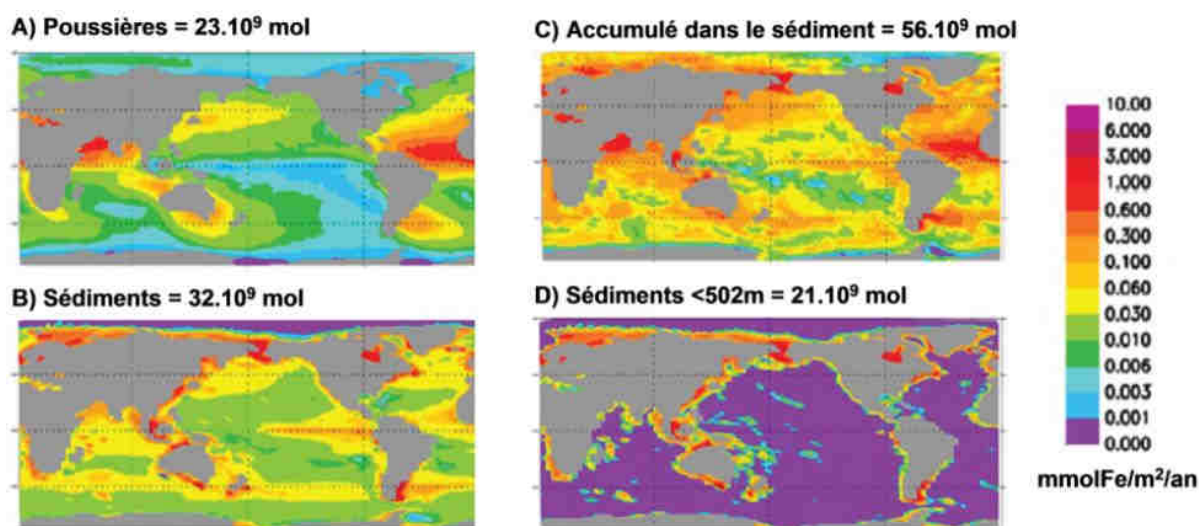 A) Poussières = 23.10⁹ mol
C) Accumulé dans le sédiment = 56.10⁹ mol
B) Sédiments = 32.10⁹ mol
D) Sédiments <502m = 21.10⁹ mol
10.00
6.000
3.000
1.000
0.600
0.300
0.100
0.060
0.030
0.010
0.006
0.003
0.001
0.000
mmolFe/m²/an